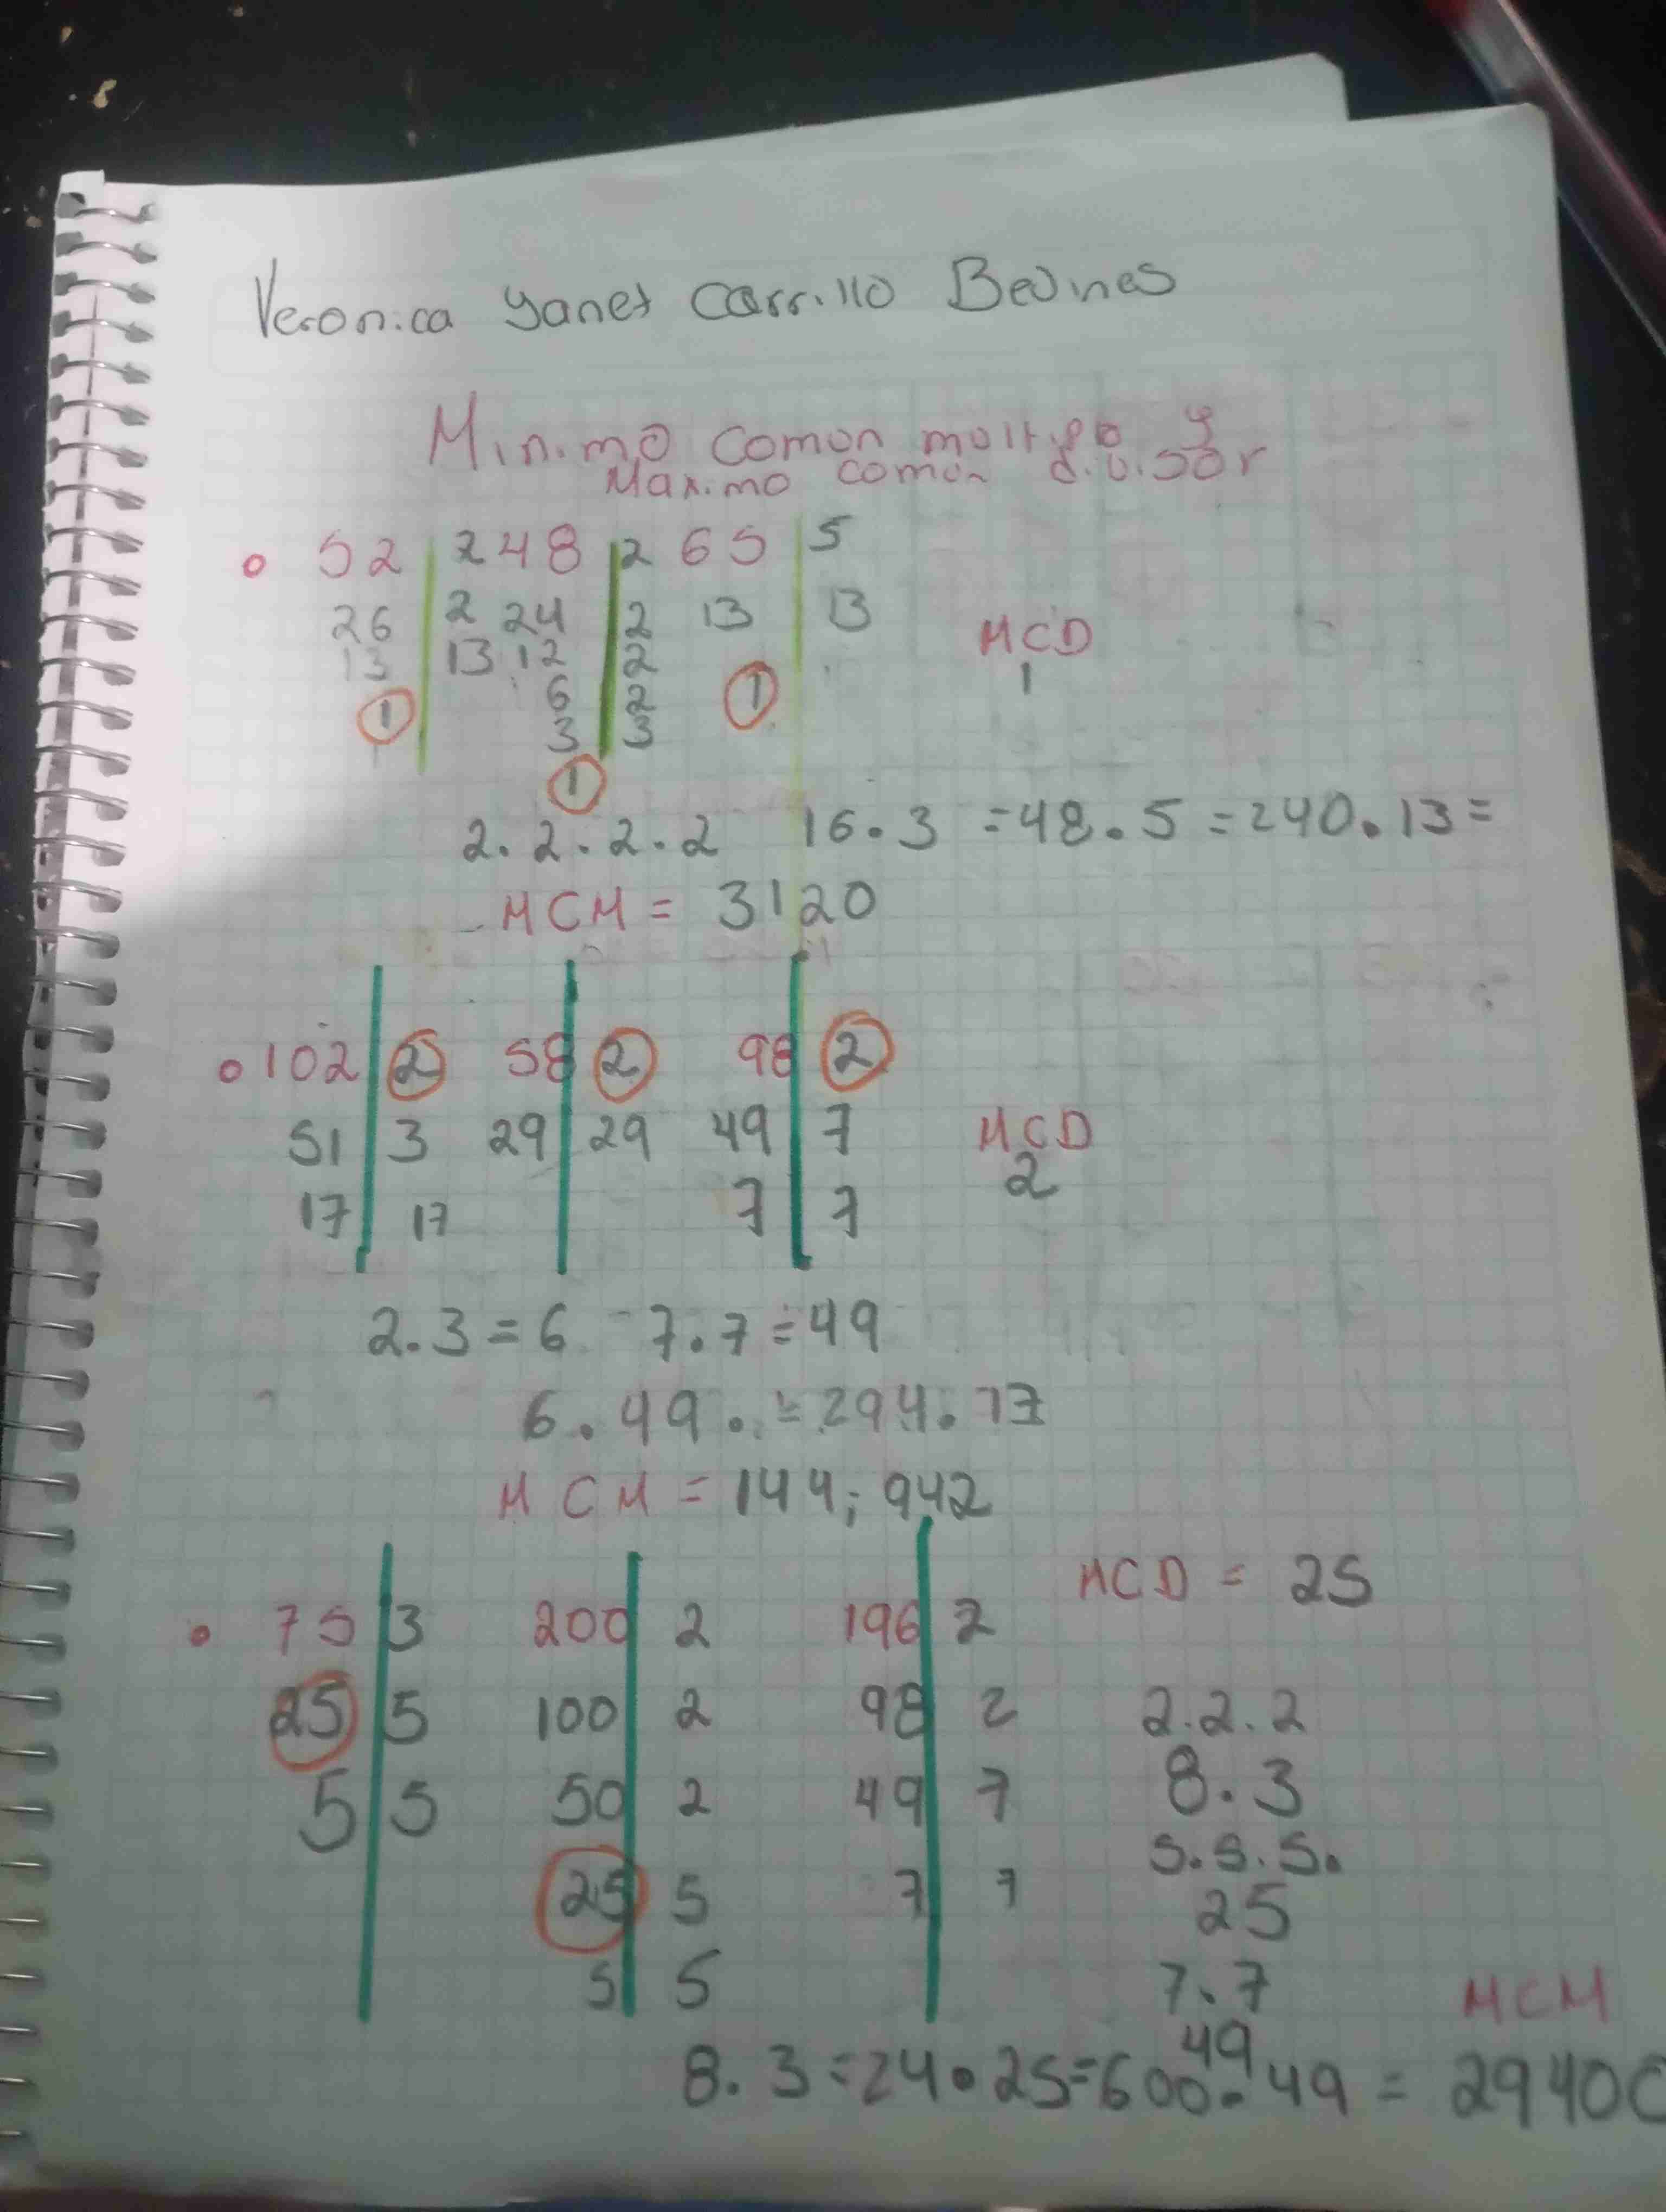 Veronica Yanet Carrillo Bevines
Minimo comun multiplo y
Maximo comun divisor
52 2 48 2 65 5
26 2 24 2 13 13 MCD
13 13 12 2 1
1 6 2 1
3 3
1
2.2.2.2 16.3 =48.5=240.13=
MCM = 3120
102 2 58 2 98 2
51 3 29 29 49 7 MCD
17 17 7 7 2
2.3=6 7.7=49
6.49.=294.17
MCM = 144;942
MCD = 25
75 3 200 2 196 2
25 5 100 2 98 2 2.2.2
5 5 50 2 49 7 8.3
5.5.5.
25 5 7 7 25
5 5 7.7 MCM
49
8.3=24.25=600.49 = 29400